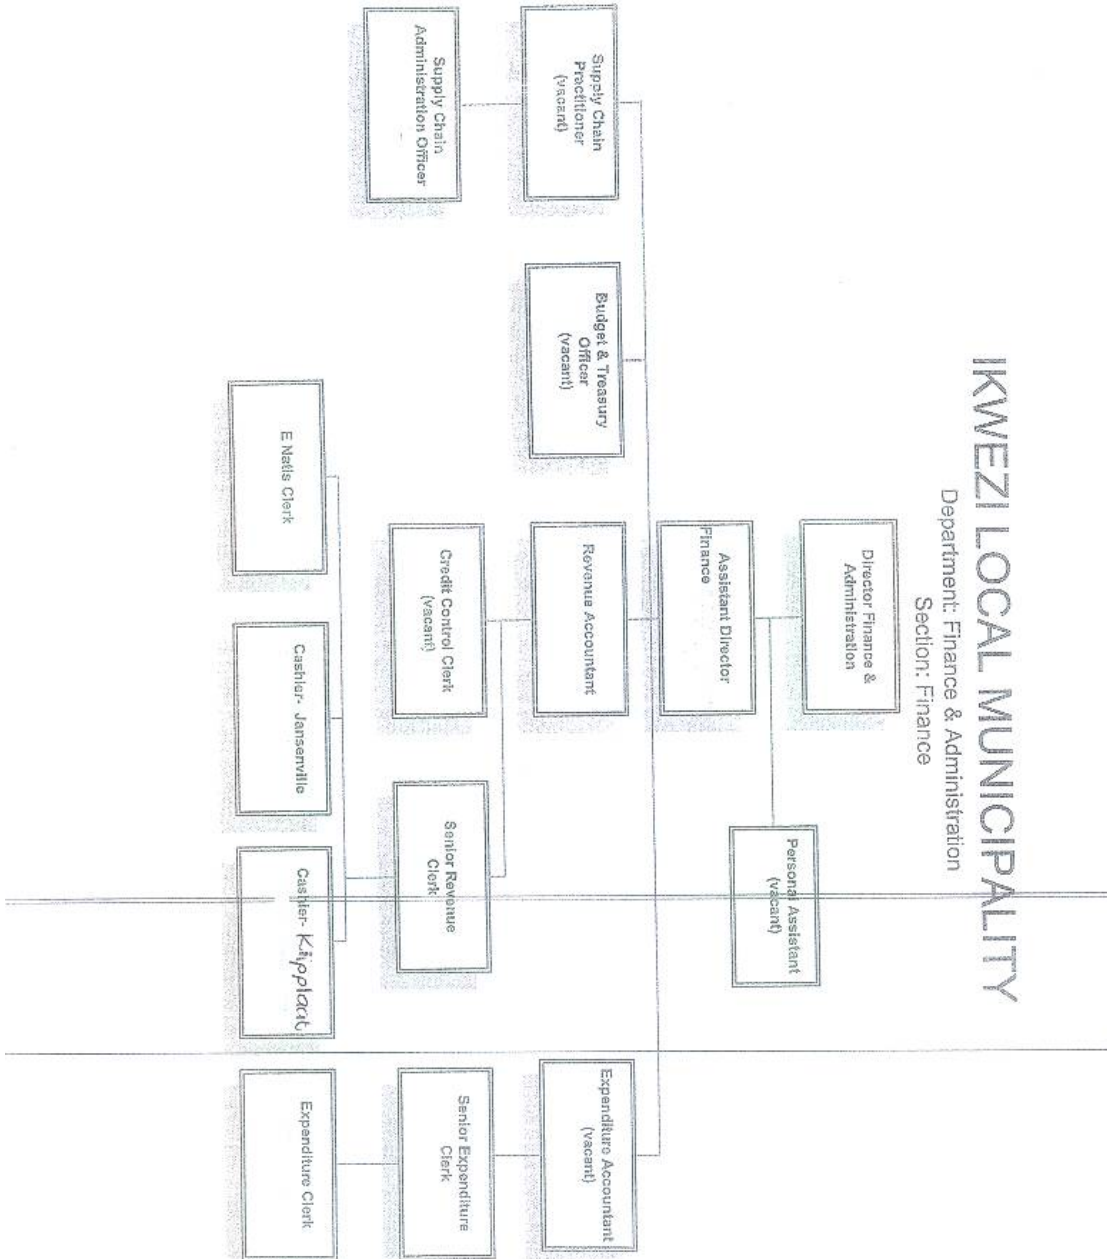 IKWEZI LOCAL MUNICIPALITY
Department: Finance & Administration
Section: Finance
Director Finance &
Administration
Personal Assistant
(vacant)
Assistant Director
Finance
Supply Chain
Practitioner
(vacant)
Budget & Treasury
Officer
(vacant)
Revenue Accountant
Expenditure Accountant
(vacant)
Supply Chain
Administration Officer
Credit Control Clerk
(vacant)
Senior Revenue
Clerk
Senior Expenditure
Clerk
E Natis Clerk
Cashier- Jansenville
Cashier- Klipplaat
Expenditure Clerk